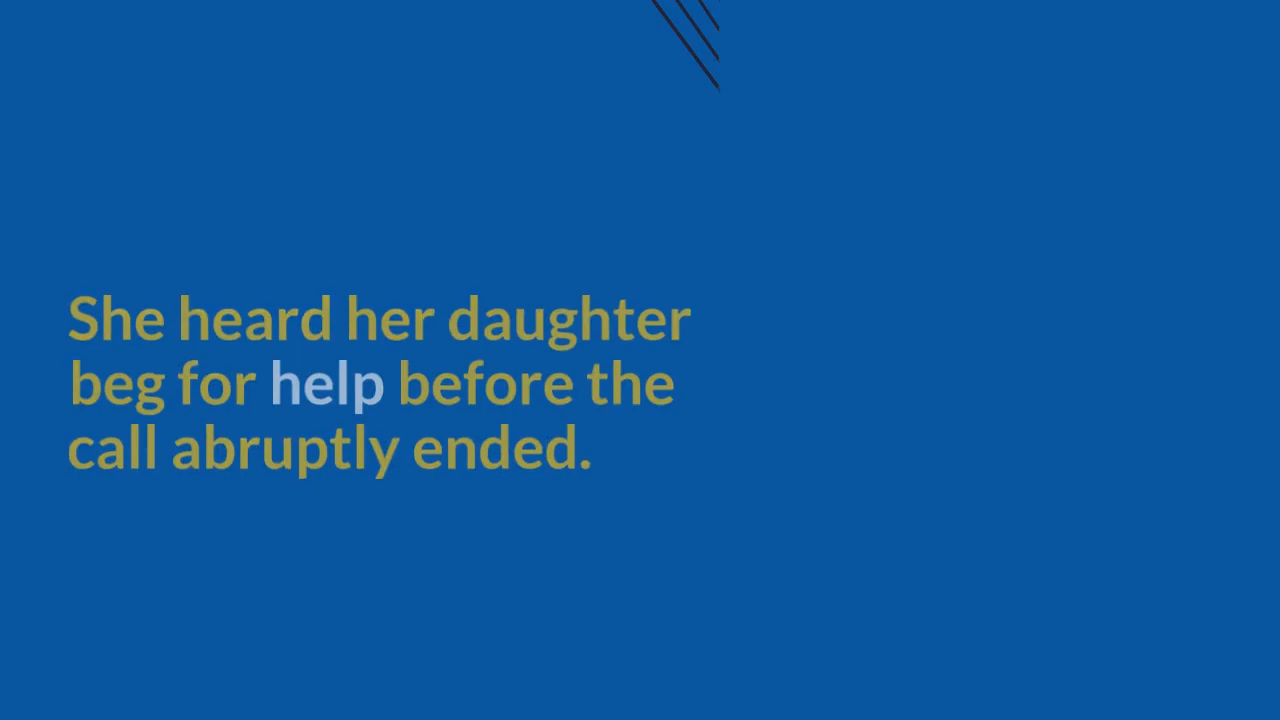 She heard her daughter
beg for help before the
call abruptly ended.